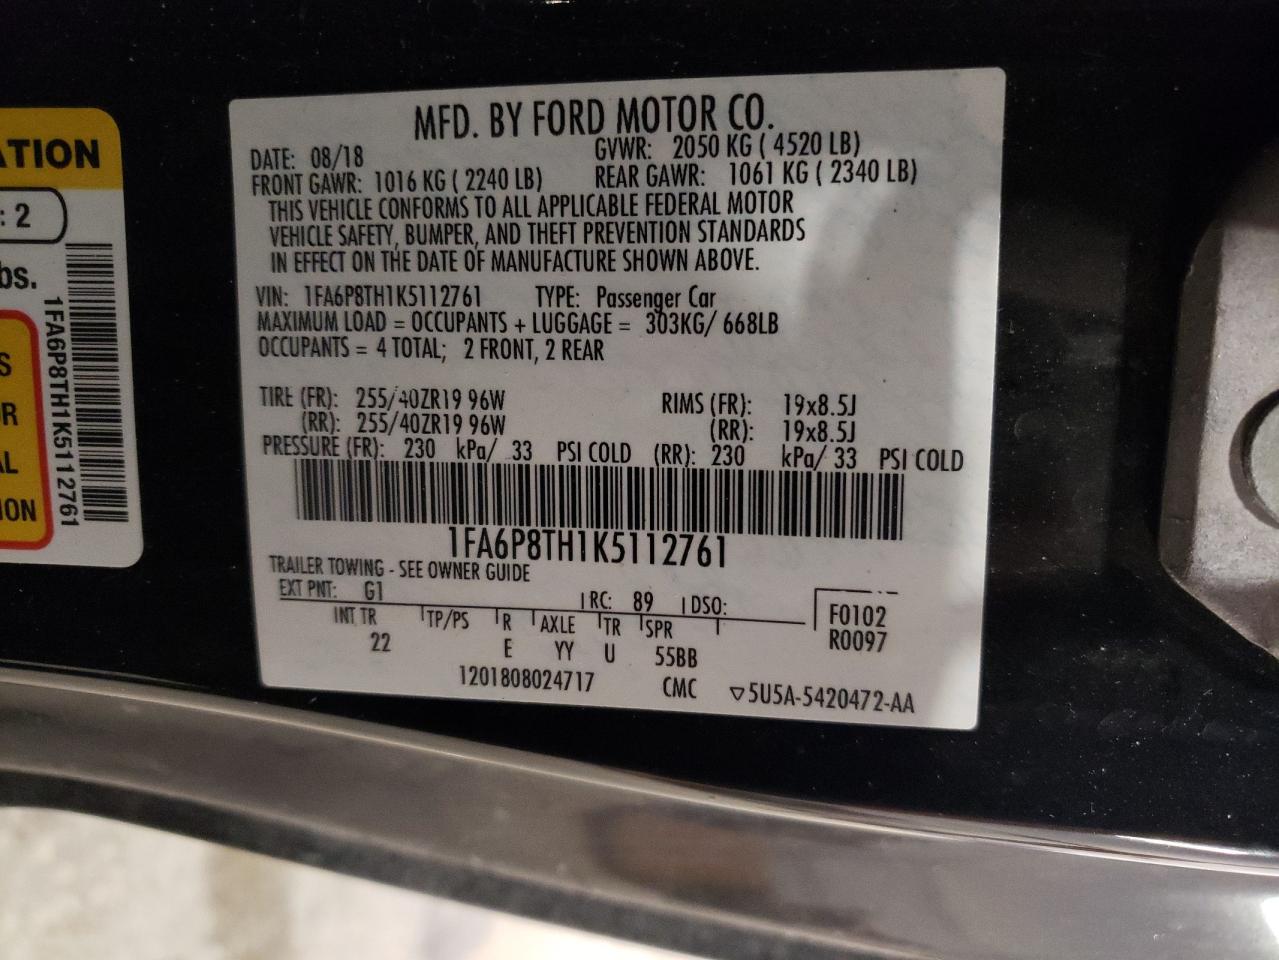 MFD. BY FORD MOTOR CO.
DATE: 08/18 GVWR: 2050 KG ( 4520 LB)
FRONT GAWR: 1016 KG ( 2240 LB) REAR GAWR: 1061 KG ( 2340 LB)
THIS VEHICLE CONFORMS TO ALL APPLICABLE FEDERAL MOTOR
VEHICLE SAFETY, BUMPER, AND THEFT PREVENTION STANDARDS
IN EFFECT ON THE DATE OF MANUFACTURE SHOWN ABOVE.
VIN: 1FA6P8TH1K5112761 TYPE: Passenger Car
MAXIMUM LOAD = OCCUPANTS + LUGGAGE = 303KG/ 668LB
OCCUPANTS = 4 TOTAL; 2 FRONT, 2 REAR
TIRE (FR): 255/40ZR19 96W RIMS (FR): 19x8.5J
(RR): 255/40ZR19 96W (RR): 19x8.5J
PRESSURE (FR): 230 kPa/ 33 PSI COLD (RR): 230 kPa/ 33 PSI COLD
1FA6P8TH1K5112761
TRAILER TOWING - SEE OWNER GUIDE
EXT PNT: G1 RC: 89 DSO:
INT TR TP/PS R AXLE TR SPR
22 E YY U 55BB
F0102
R0097
1201808024717 CMC ▽5U5A-5420472-AA
ATION
: 2
bs.
1FA6P8TH1K5112761
S
OR
AL
ION